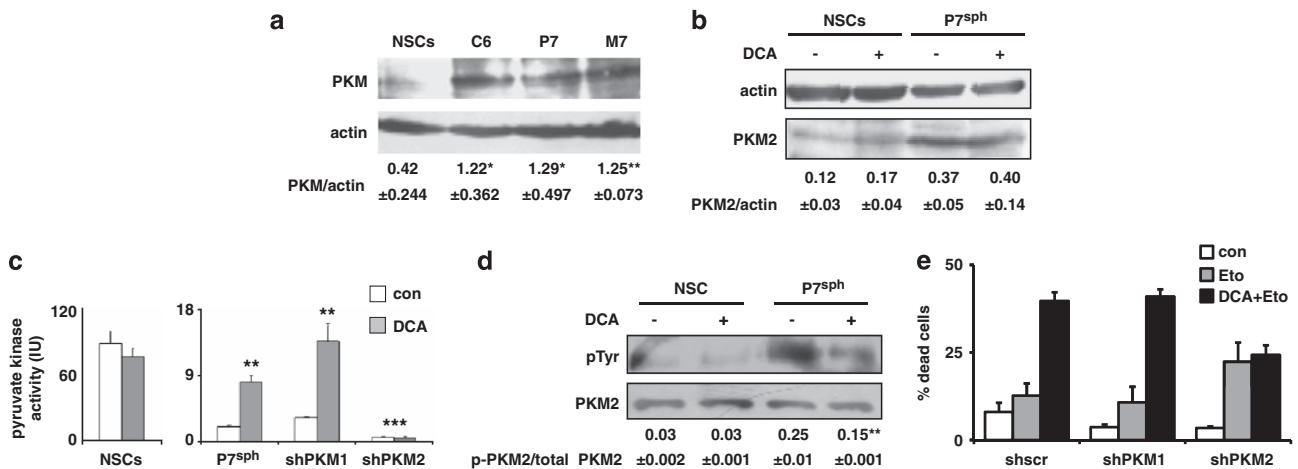 a
NSCs C6 P7 M7
PKM
actin
0.42 1.22* 1.29* 1.25**
PKM/actin
±0.244 ±0.362 ±0.497 ±0.073
b
NSCs P7sph
DCA - + - +
actin
PKM2
0.12 0.17 0.37 0.40
PKM2/actin ±0.03 ±0.04 ±0.05 ±0.14
c
pyruvate kinase
activity (IU)
120
60
0
NSCs
18
9
0
** ** ***
con
DCA
P7sph shPKM1 shPKM2
d
NSC P7sph
DCA - + - +
pTyr
PKM2
0.03 0.03 0.25 0.15**
p-PKM2/total PKM2 ±0.002 ±0.001 ±0.01 ±0.001
e
% dead cells
50
25
0
con
Eto
DCA+Eto
shscr shPKM1 shPKM2